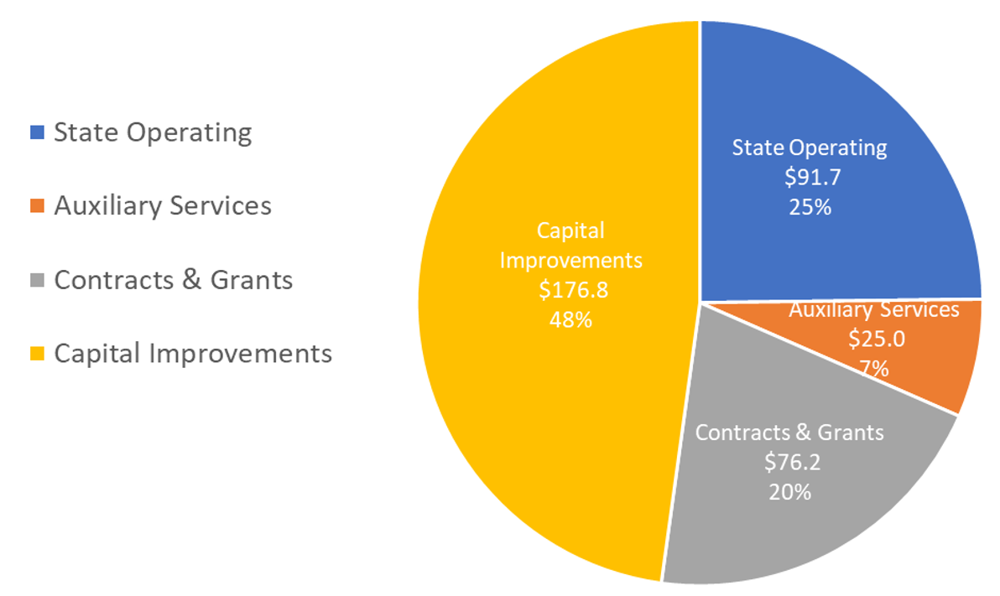 State Operating
Auxiliary Services
Contracts & Grants
Capital Improvements
State Operating
$91.7
25%
Auxiliary Services
$25.0
7%
Contracts & Grants
$76.2
20%
Capital
Improvements
$176.8
48%